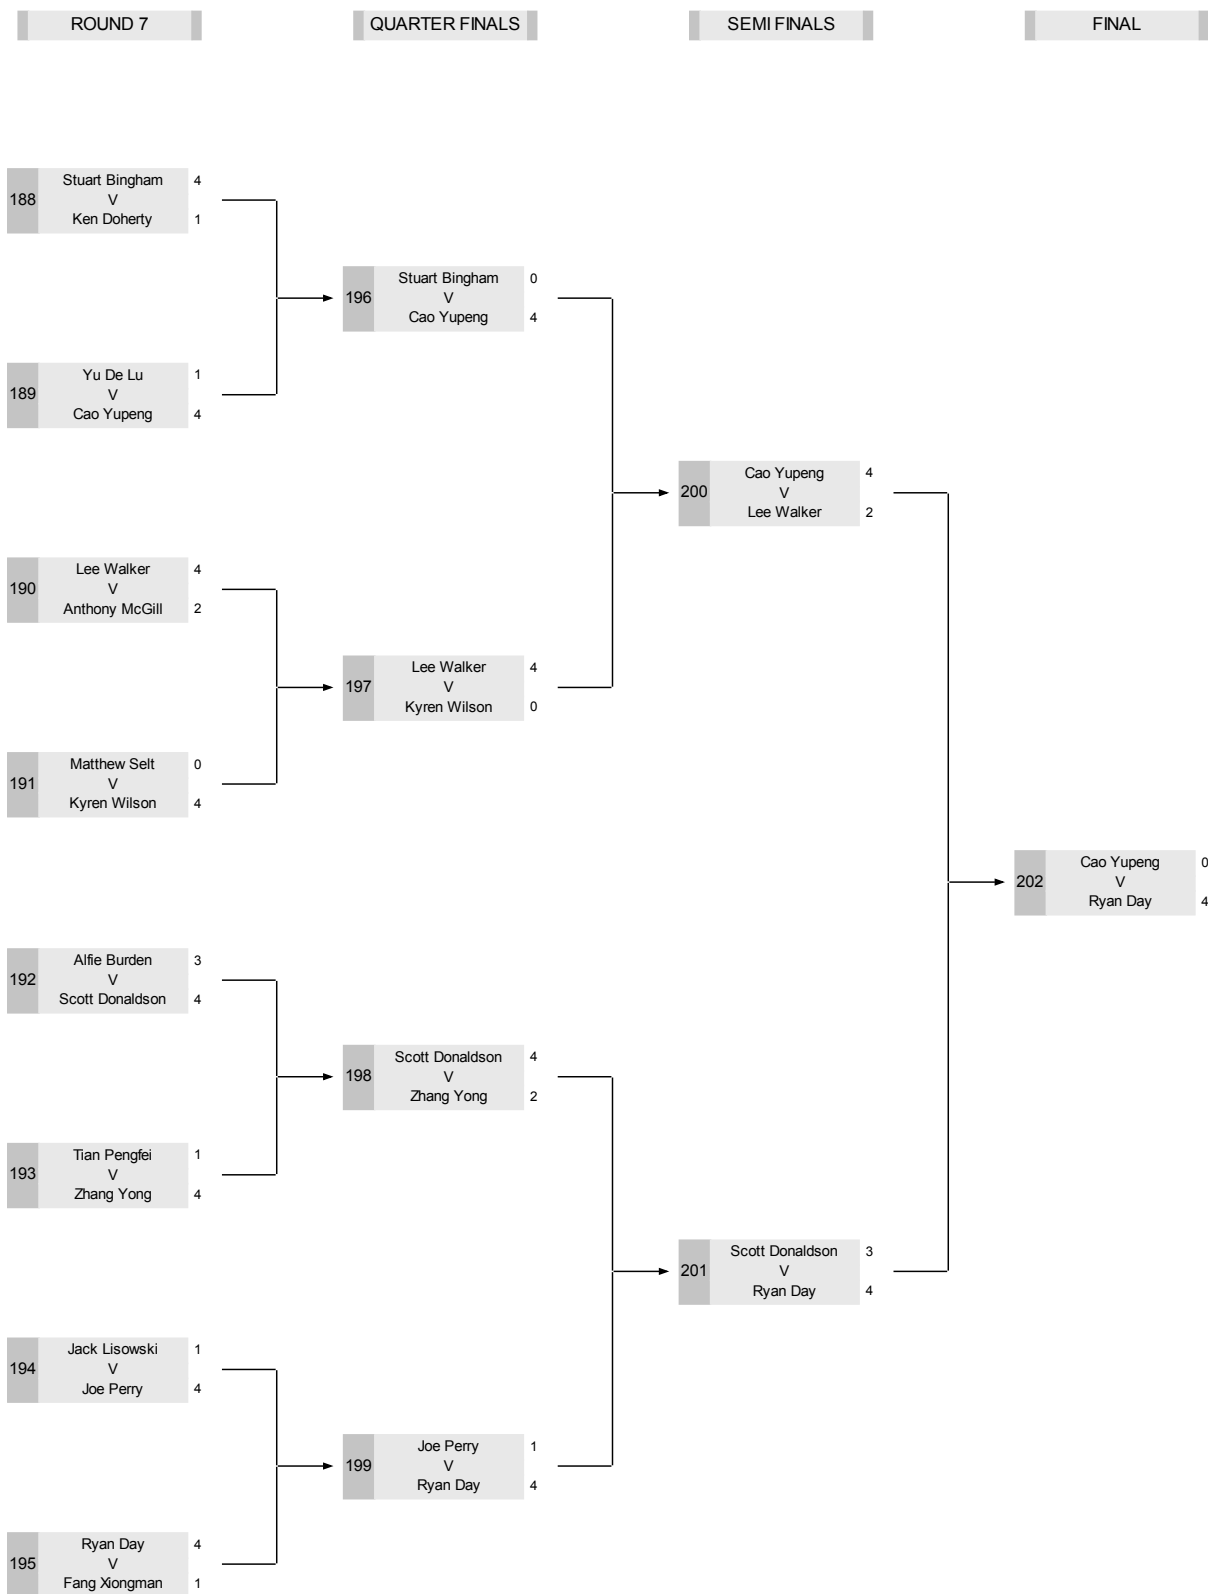 ROUND 7
QUARTER FINALS
SEMI FINALS
FINAL
188
Stuart Bingham 4
V
Ken Doherty 1
189
Yu De Lu 1
V
Cao Yupeng 4
190
Lee Walker 4
V
Anthony McGill 2
191
Matthew Selt 0
V
Kyren Wilson 4
192
Alfie Burden 3
V
Scott Donaldson 4
193
Tian Pengfei 1
V
Zhang Yong 4
194
Jack Lisowski 1
V
Joe Perry 4
195
Ryan Day 4
V
Fang Xiongman 1
196
Stuart Bingham 0
V
Cao Yupeng 4
197
Lee Walker 4
V
Kyren Wilson 0
198
Scott Donaldson 4
V
Zhang Yong 2
199
Joe Perry 1
V
Ryan Day 4
200
Cao Yupeng 4
V
Lee Walker 2
201
Scott Donaldson 3
V
Ryan Day 4
202
Cao Yupeng 0
V
Ryan Day 4